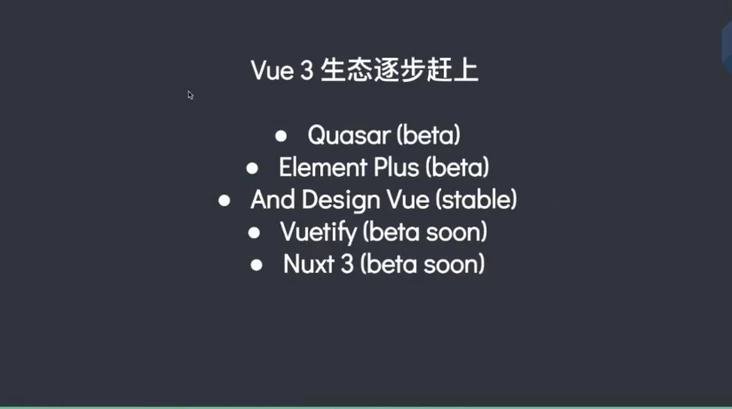 Vue 3 生态逐步赶上
● Quasar (beta)
● Element Plus (beta)
● And Design Vue (stable)
● Vuetify (beta soon)
● Nuxt 3 (beta soon)